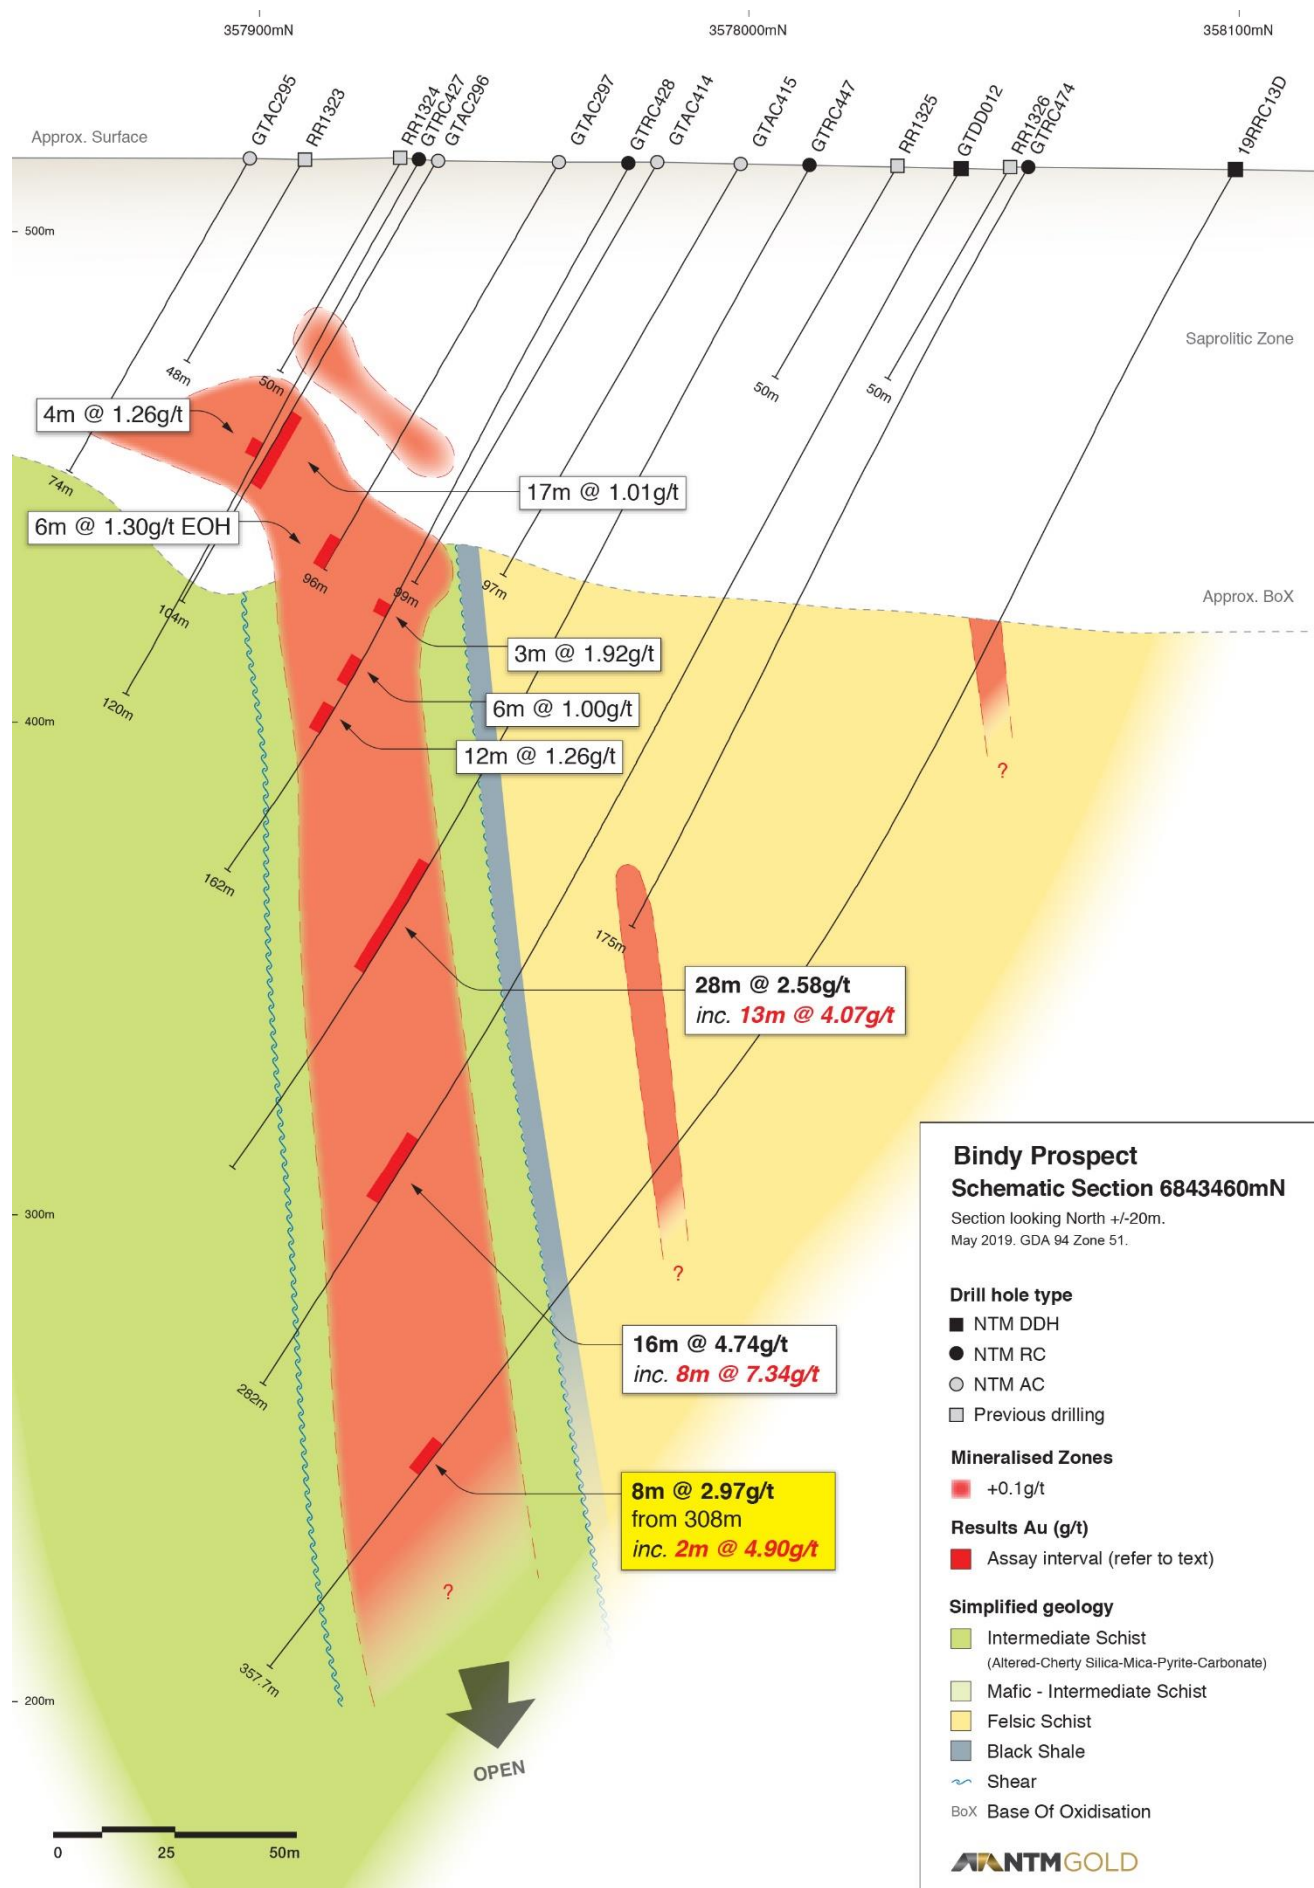 357900mN
3578000mN
358100mN
GTAC295
RR1323
RR1324
GTRC427
GTAC296
GTAC297
GTRC428
GTAC414
GTAC415
GTRC447
RR1325
GTDD012
RR1326
GTRC474
19RRRC13D
Approx. Surface
500m
Saprolitic Zone
48m
50m
50m
50m
4m @ 1.26g/t
74m
17m @ 1.01g/t
6m @ 1.30g/t EOH
96m
99m
97m
104m
Approx. BoX
3m @ 1.92g/t
120m
6m @ 1.00g/t
400m
12m @ 1.26g/t
?
162m
175m
28m @ 2.58g/t
inc. 13m @ 4.07g/t
300m
?
16m @ 4.74g/t
inc. 8m @ 7.34g/t
282m
8m @ 2.97g/t
from 308m
inc. 2m @ 4.90g/t
?
357.7m
200m
OPEN
0 25 50m
Bindy Prospect
Schematic Section 6843460mN
Section looking North +/-20m.
May 2019. GDA 94 Zone 51.
Drill hole type
NTM DDH
NTM RC
NTM AC
Previous drilling
Mineralised Zones
+0.1g/t
Results Au (g/t)
Assay interval (refer to text)
Simplified geology
Intermediate Schist
(Altered-Cherty Silica-Mica-Pyrite-Carbonate)
Mafic - Intermediate Schist
Felsic Schist
Black Shale
Shear
BoX Base Of Oxidisation
NTMGOLD